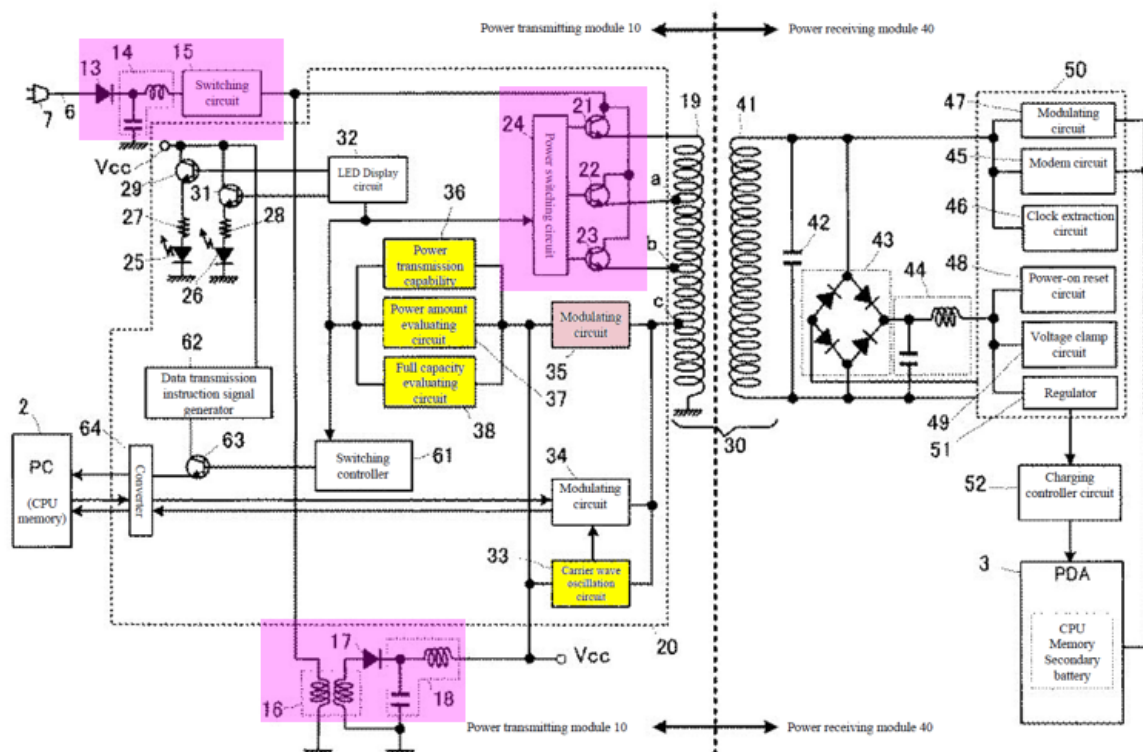 Power transmitting module 10
Power receiving module 40
13
14
15
Switching
circuit
7
6
Vcc
29
31
27
28
25
26
32
LED Display
circuit
24
Power switching circuit
21
22
23
19
a
b
c
41
30
36
Power
transmission
capability
Power amount
evaluating
circuit
37
Full capacity
evaluating
circuit
38
Modulating
circuit
35
42
43
44
50
47
Modulating
circuit
45
Modem circuit
46
Clock extraction
circuit
48
Power-on reset
circuit
Voltage clamp
circuit
49
Regulator
51
62
Data transmission
instruction signal
generator
2
PC
(CPU
memory)
64
Converter
63
Switching
controller
61
34
Modulating
circuit
33
Carrier wave
oscillation
circuit
20
52
Charging
controller circuit
3
PDA
CPU
Memory
Secondary
battery
16
17
18
Vcc
Power transmitting module 10
Power receiving module 40